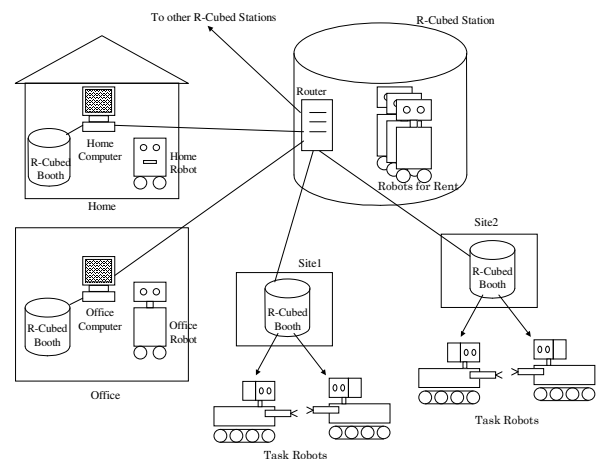 To other R-Cubed Stations
R-Cubed Station
Router
Robots for Rent
Home
Computer
R-Cubed
Booth
Home
Robot
Home
Site2
R-Cubed
Booth
Site1
R-Cubed
Booth
Office
Computer
R-Cubed
Booth
Office
Robot
Office
Task Robots
Task Robots